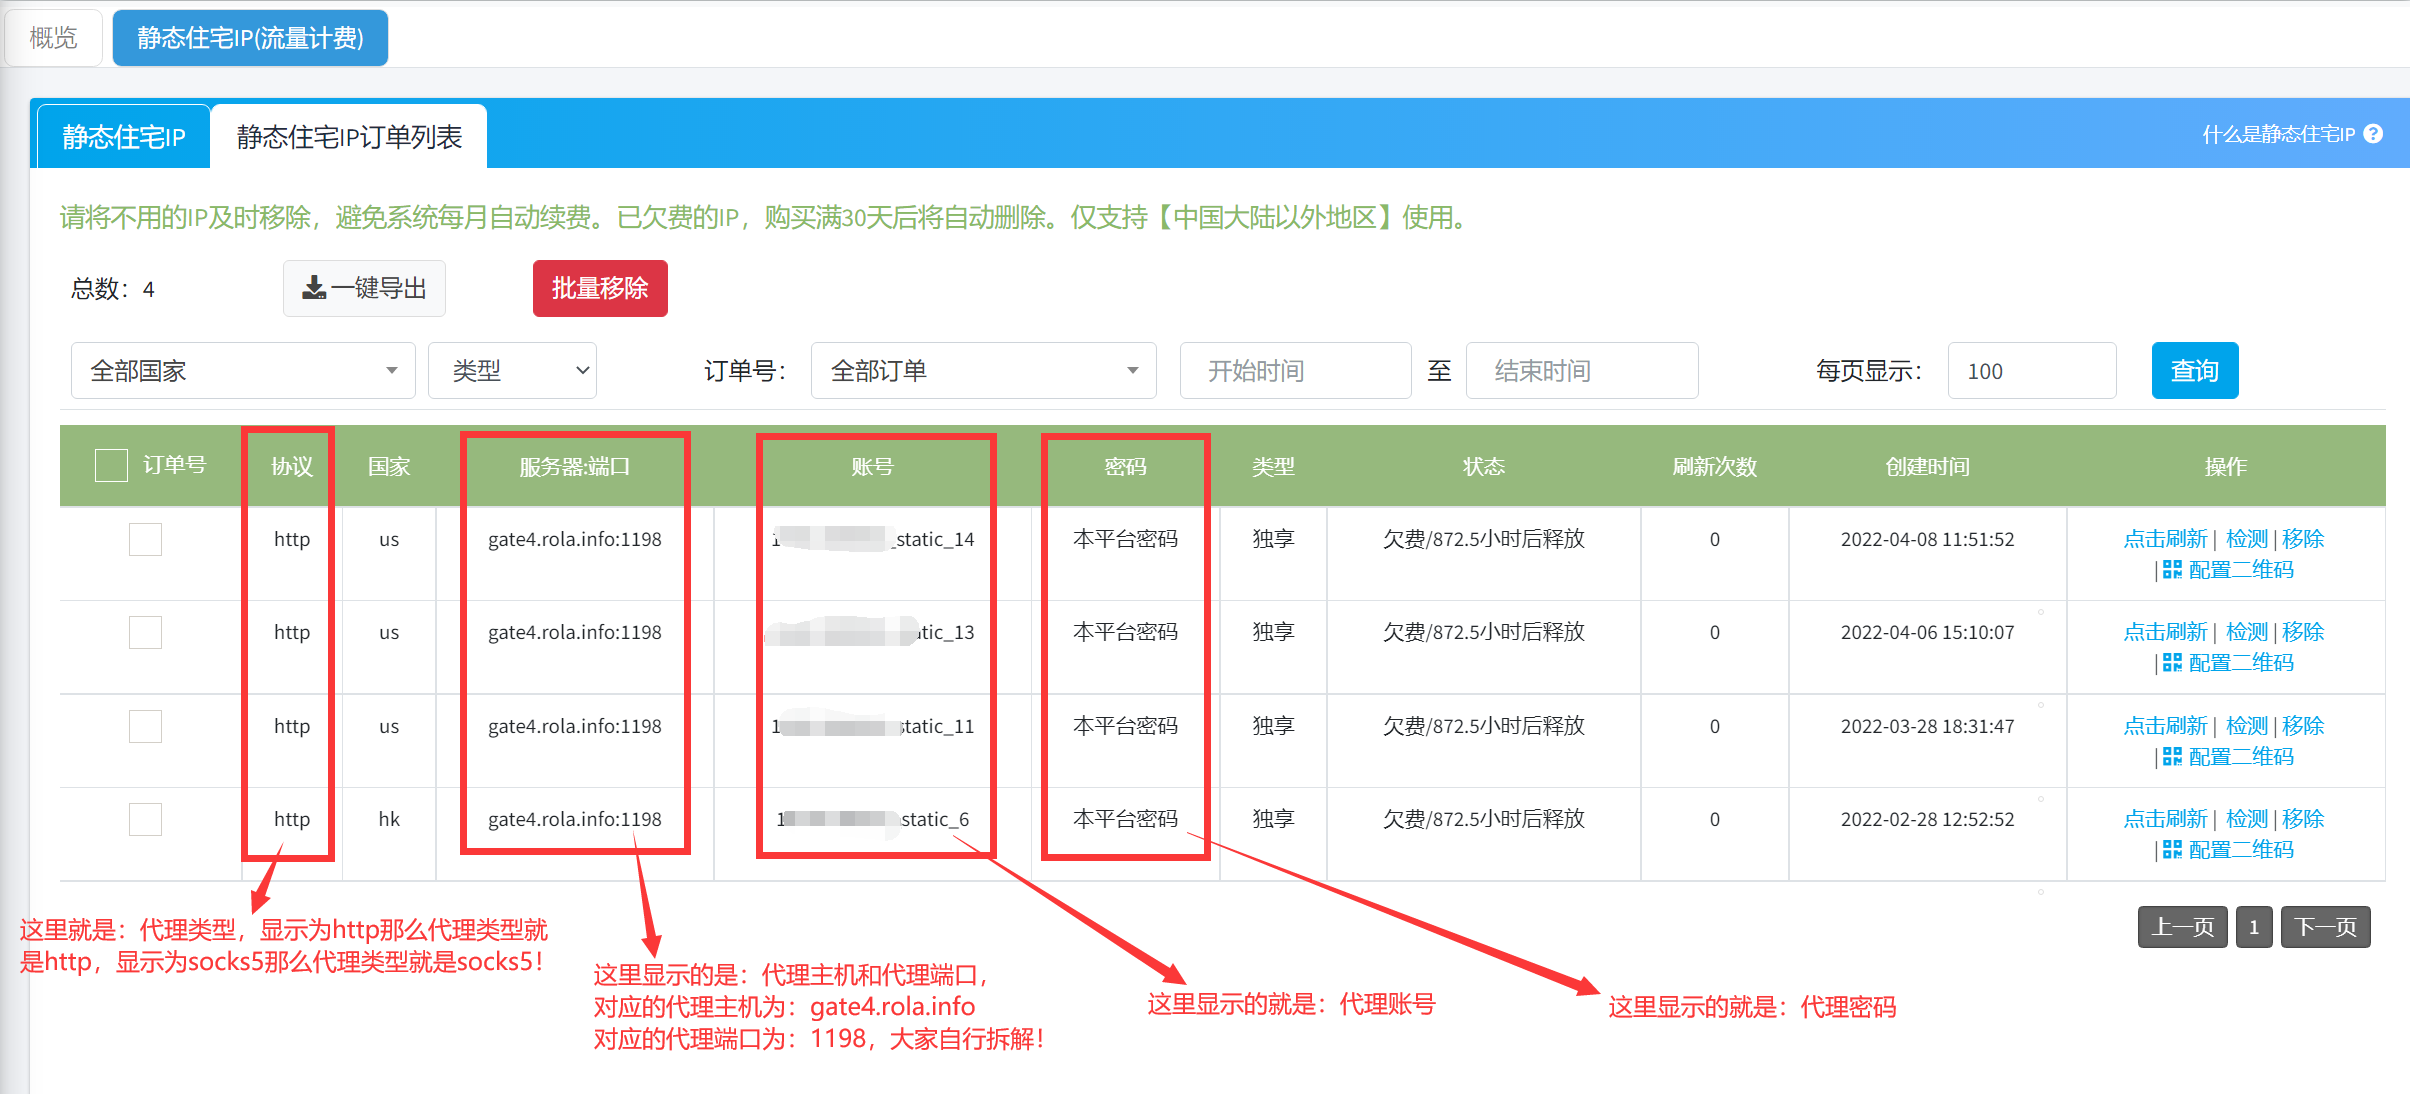 概览
静态住宅IP(流量计费)
静态住宅IP
静态住宅IP订单列表
什么是静态住宅IP
请将不用的IP及时移除，避免系统每月自动续费。已欠费的IP，购买满30天后将自动删除。仅支持【中国大陆以外地区】使用。
总数：4
一键导出
批量移除
全部国家 类型 订单号： 全部订单 开始时间 至 结束时间 每页显示： 100 查询
订单号 协议 国家 服务器:端口 账号 密码 类型 状态 刷新次数 创建时间 操作
http us gate4.rola.info:1198 1 _static_14 本平台密码 独享 欠费/872.5小时后释放 0 2022-04-08 11:51:52 点击刷新 | 检测 | 移除
| 配置二维码
http us gate4.rola.info:1198 tic_13 本平台密码 独享 欠费/872.5小时后释放 0 2022-04-06 15:10:07 点击刷新 | 检测 | 移除
| 配置二维码
http us gate4.rola.info:1198 1 static_11 本平台密码 独享 欠费/872.5小时后释放 0 2022-03-28 18:31:47 点击刷新 | 检测 | 移除
| 配置二维码
http hk gate4.rola.info:1198 1 static_6 本平台密码 独享 欠费/872.5小时后释放 0 2022-02-28 12:52:52 点击刷新 | 检测 | 移除
| 配置二维码
上一页 1 下一页
这里就是：代理类型，显示为http那么代理类型就
是http，显示为socks5那么代理类型就是socks5！
这里显示的是：代理主机和代理端口，
对应的代理主机为：gate4.rola.info
对应的代理端口为：1198，大家自行拆解！
这里显示的就是：代理账号
这里显示的就是：代理密码